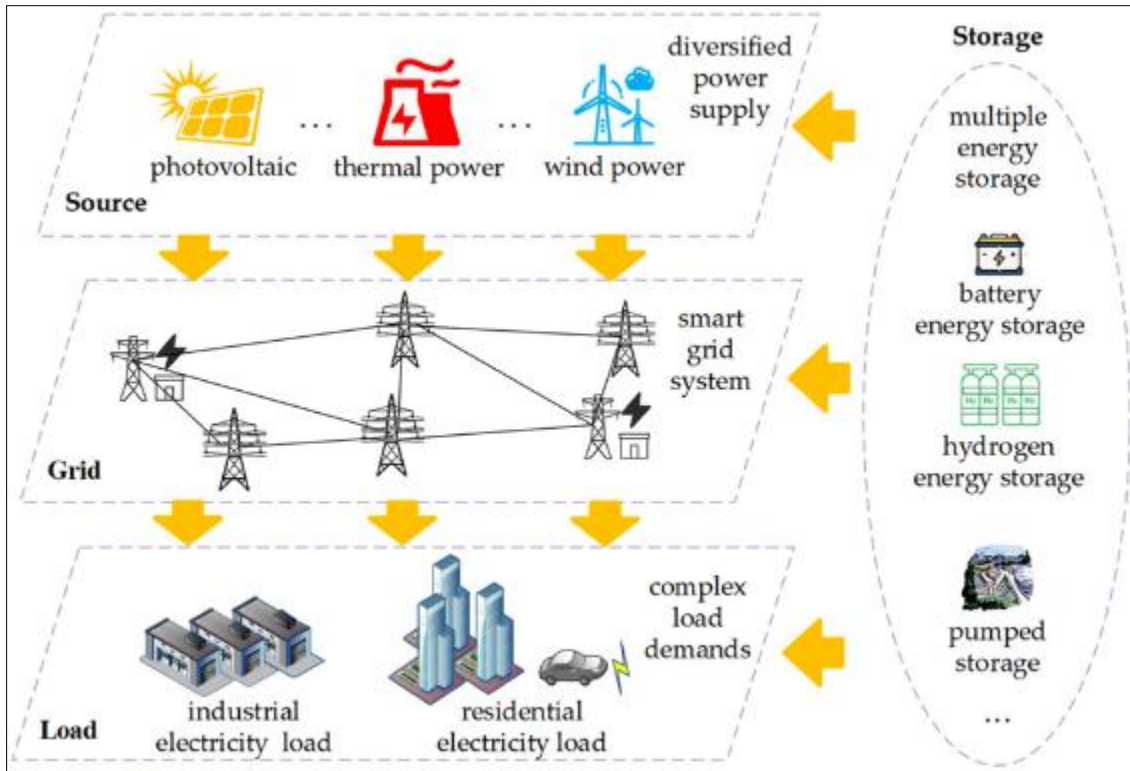 diversified
power
supply
...
...
photovoltaic
thermal power
wind power
Source
smart
grid
system
Grid
complex
load
demands
industrial
electricity load
residential
electricity load
Load
Storage
multiple
energy
storage
battery
energy storage
hydrogen
energy storage
pumped
storage
...